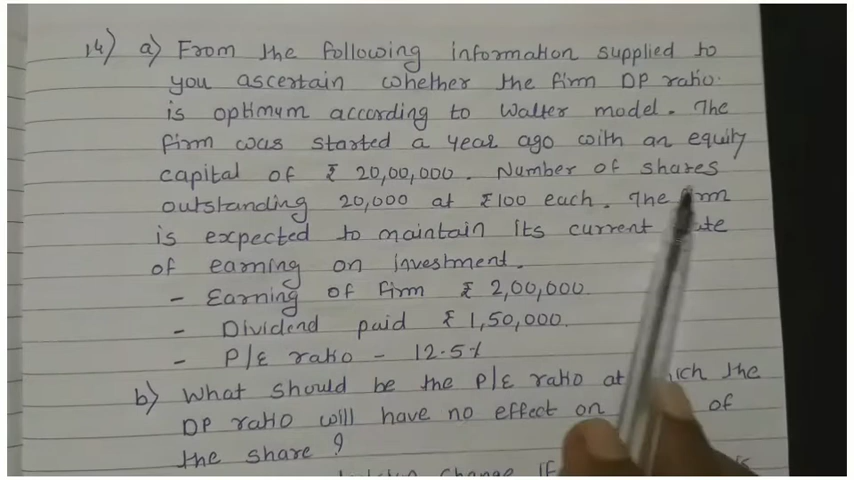 14) a) From the following information supplied to
you ascertain whether the firm DP ratio.
is optimum according to Walter model. The
firm was started a year ago with an equity
capital of ₹ 20,00,000. Number of shares
outstanding 20,000 at ₹100 each. The
is expected to maintain its current
of earning on investment.
- Earning of firm ₹ 2,00,000
- Dividend paid ₹ 1,50,000.
- P/E ratio - 12.5%
b) What should be the P/E ratio at the
DP ratio will have no effect on of
the share ?
change if